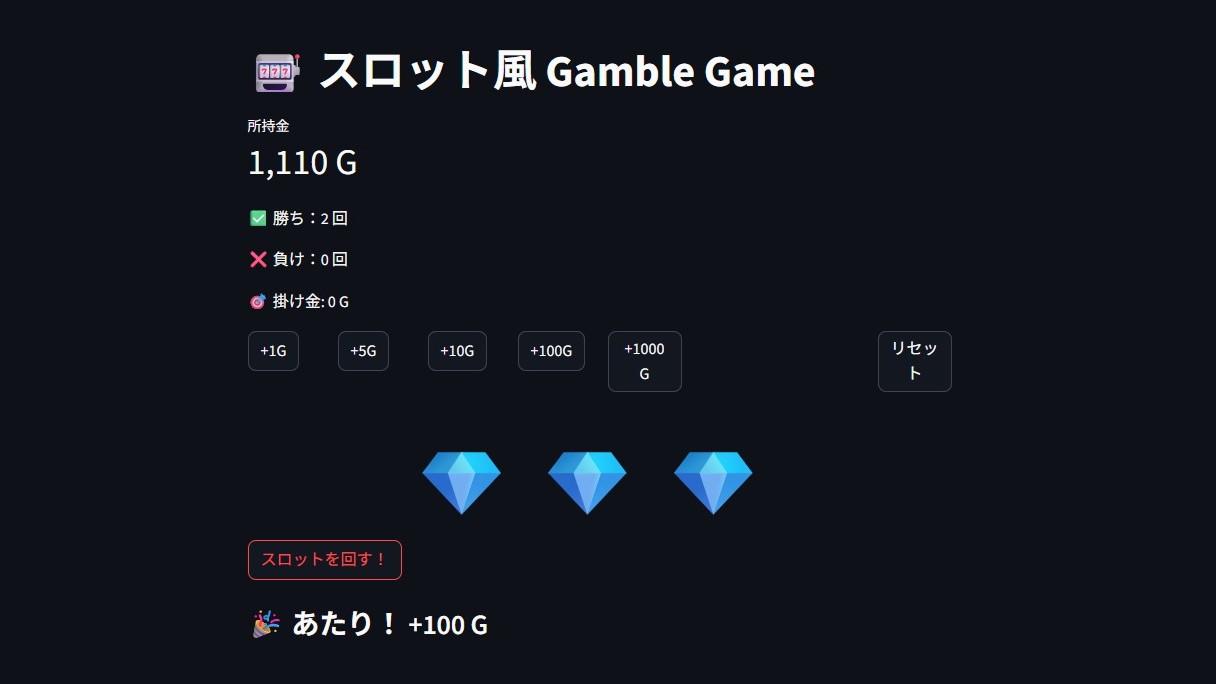 スロット風 Gamble Game
所持金
1,110 G
勝ち：2 回
負け：0 回
掛け金: 0 G
+1G +5G +10G +100G +1000 G リセット
スロットを回す！
あたり！ +100 G